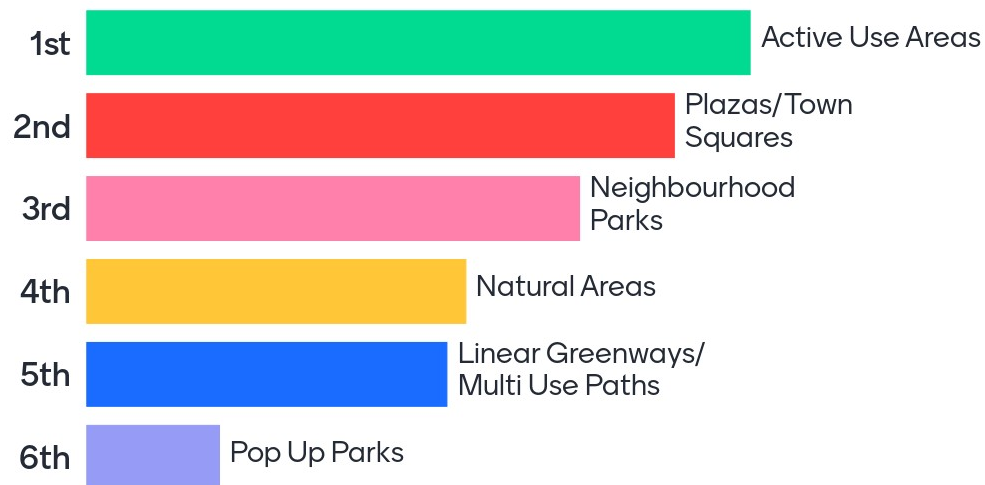 1st
Active Use Areas
2nd
Plazas/Town
Squares
3rd
Neighbourhood
Parks
4th
Natural Areas
5th
Linear Greenways/
Multi Use Paths
6th
Pop Up Parks